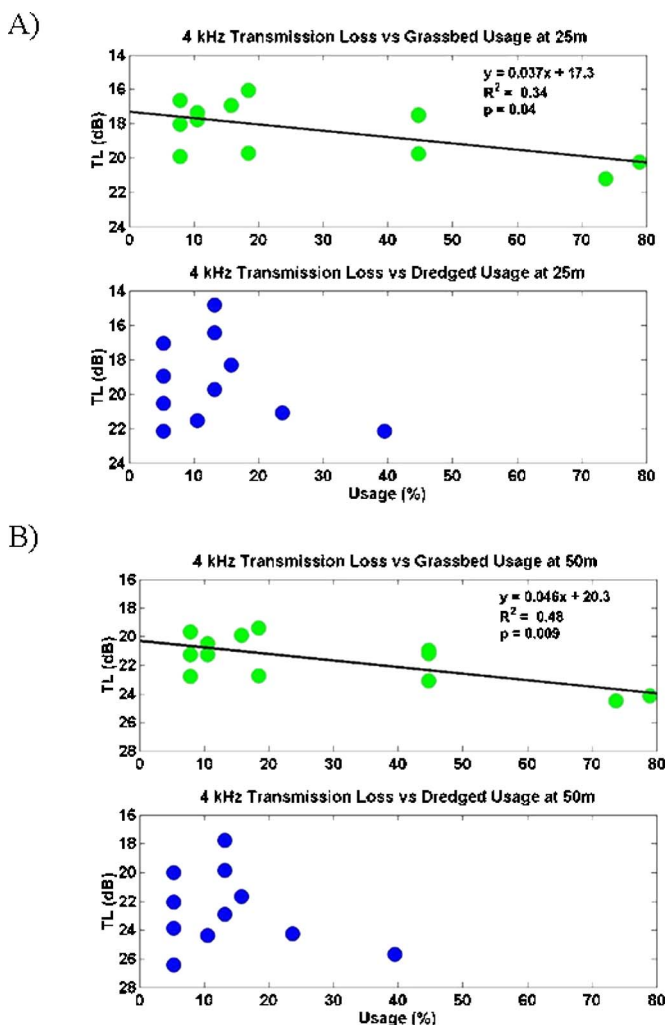 A)
4 kHz Transmission Loss vs Grassbed Usage at 25m
14
16
18
20
22
24
TL (dB)
y = 0.037x + 17.3
R² = 0.34
p = 0.04
0 10 20 30 40 50 60 70 80
4 kHz Transmission Loss vs Dredged Usage at 25m
14
16
18
20
22
24
TL (dB)
0 10 20 30 40 50 60 70 80
Usage (%)
B)
4 kHz Transmission Loss vs Grassbed Usage at 50m
16
18
20
22
24
26
28
TL (dB)
y = 0.046x + 20.3
R² = 0.48
p = 0.009
0 10 20 30 40 50 60 70 80
4 kHz Transmission Loss vs Dredged Usage at 50m
16
18
20
22
24
26
28
TL (dB)
0 10 20 30 40 50 60 70 80
Usage (%)